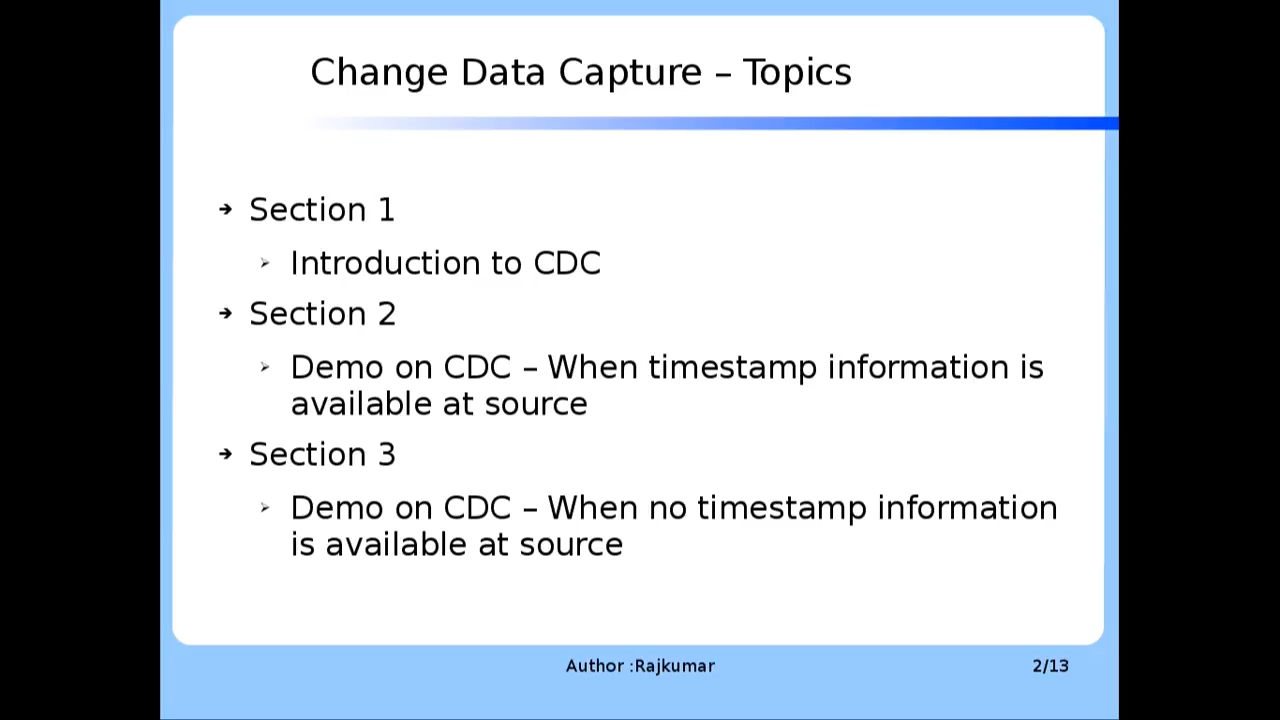 Change Data Capture – Topics
Section 1
Introduction to CDC
Section 2
Demo on CDC – When timestamp information is
available at source
Section 3
Demo on CDC – When no timestamp information
is available at source
Author :Rajkumar
2/13